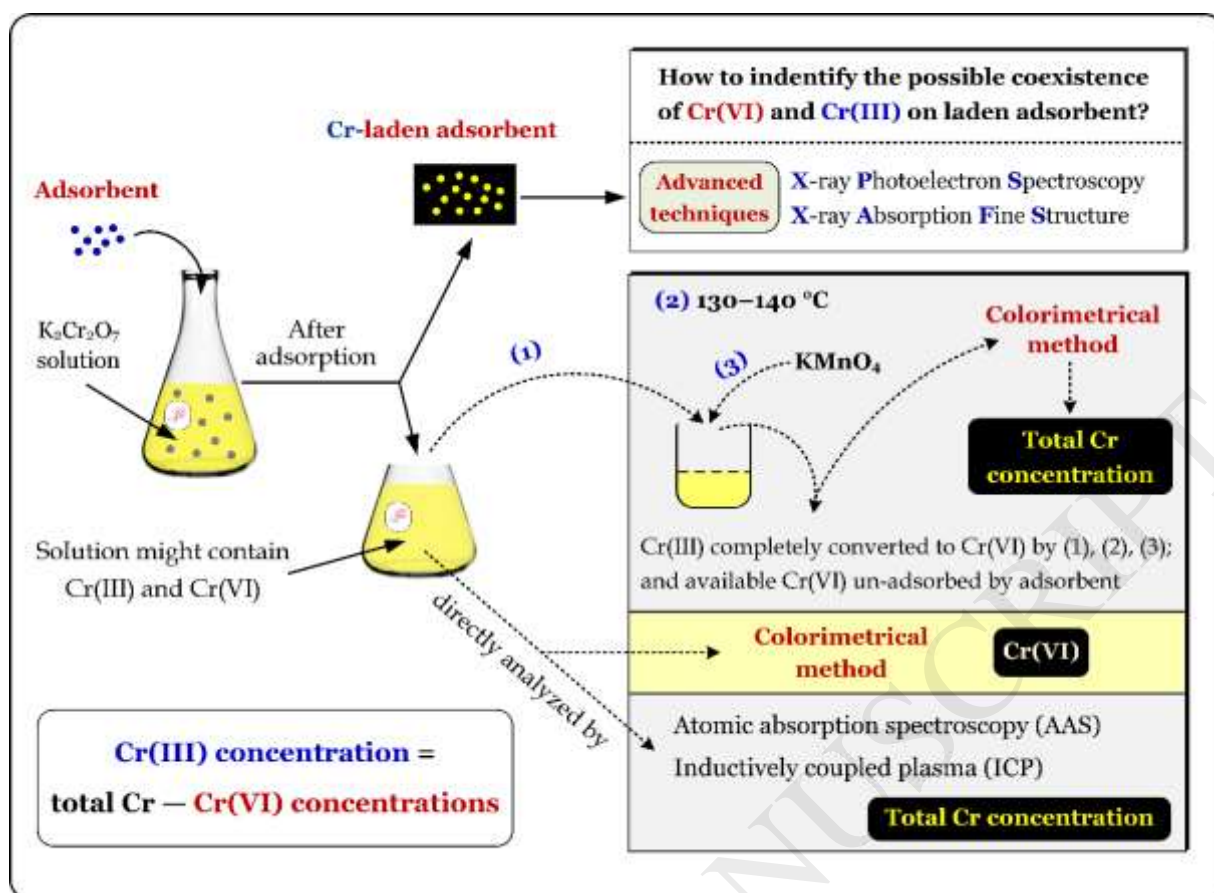 How to indentify the possible coexistence
of Cr(VI) and Cr(III) on laden adsorbent?
Advanced
techniques
X-ray Photoelectron Spectroscopy
X-ray Absorption Fine Structure
Cr-laden adsorbent
Adsorbent
K₂Cr₂O₇
solution
After
adsorption
(1)
(2) 130–140 °C
(3)
KMnO₄
Colorimetrical
method
Total Cr
concentration
Solution might contain
Cr(III) and Cr(VI)
Cr(III) completely converted to Cr(VI) by (1), (2), (3);
and available Cr(VI) un-adsorbed by adsorbent
directly analyzed by
Colorimetrical
method
Cr(VI)
Atomic absorption spectroscopy (AAS)
Inductively coupled plasma (ICP)
Total Cr concentration
Cr(III) concentration =
total Cr — Cr(VI) concentrations
NUSCRIPT